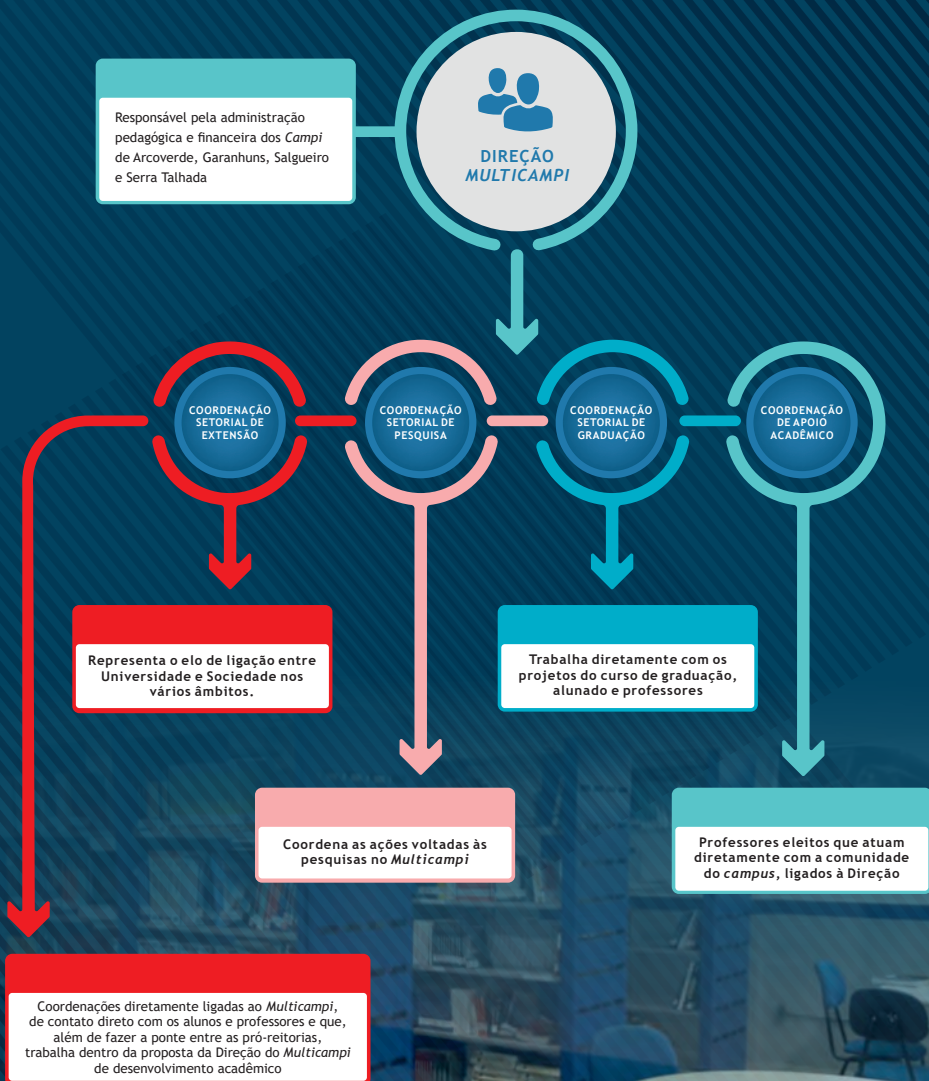 Responsável pela administração
pedagógica e financeira dos Campi
de Arcoverde, Garanhuns, Salgueiro
e Serra Talhada
DIREÇÃO
MULTICAMPI
COORDENAÇÃO
SETORIAL DE
EXTENSÃO
COORDENAÇÃO
SETORIAL DE
PESQUISA
COORDENAÇÃO
SETORIAL DE
GRADUAÇÃO
COORDENAÇÃO
DE APOIO
ACADÊMICO
Representa o elo de ligação entre
Universidade e Sociedade nos
vários âmbitos.
Trabalha diretamente com os
projetos do curso de graduação,
alunado e professores
Coordena as ações voltadas às
pesquisas no Multicampi
Professores eleitos que atuam
diretamente com a comunidade
do campus, ligados à Direção
Coordenações diretamente ligadas ao Multicampi,
de contato direto com os alunos e professores e que,
além de fazer a ponte entre as pró-reitorias,
trabalha dentro da proposta da Direção do Multicampi
de desenvolvimento acadêmico